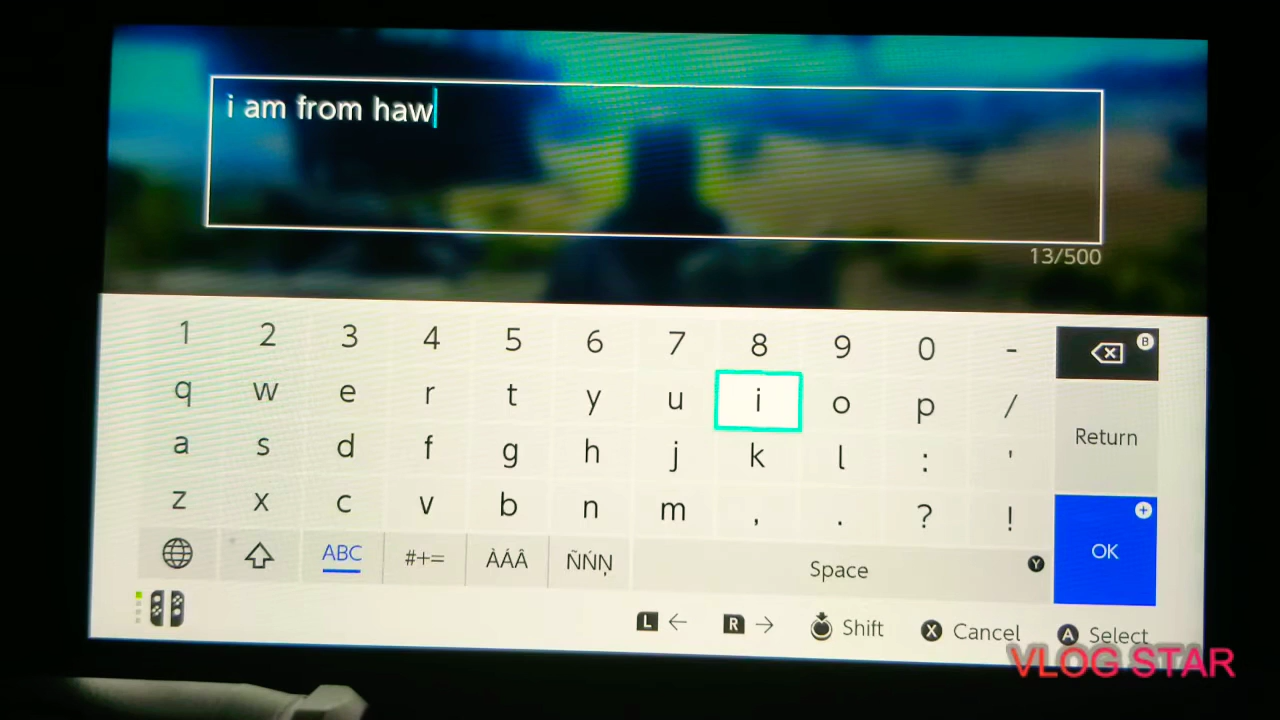 i am from haw
13/500
1 2 3 4 5 6 7 8 9 0 - B
q w e r t y u i o p /
Return
a s d f g h j k l : '
z x c v b n m , . ? ! +
OK
ABC #+= ÀÁÂ ÑŃŅ Space Y
L ← R → Shift X Cancel A Select
VLOG STAR